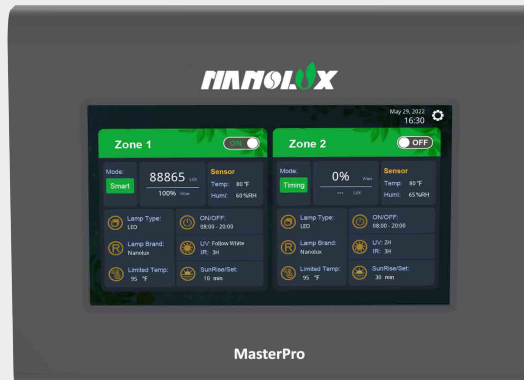 NANOLUX
May 29, 2022
16:30
Zone 1
ON
Mode:
Smart
88865 LUX
100% Wise
Sensor
Temp: 80 °F
Humi: 60 %RH
Lamp Type:
LED
ON/OFF:
08:00 - 20:00
Lamp Brand:
R
Nanolux
UV: Follow White
IR: 3H
Limited Temp:
95 °F
SunRise/Set:
10 min
Zone 2
OFF
Mode:
Timing
0%
--- LUX
Sensor
Temp: 80 °F
Humi: 65 %RH
Lamp Type:
LED
ON/OFF:
08:00 - 20:00
Lamp Brand:
R
Nanolux
UV: 2H
IR: 3H
Limited Temp:
95 °F
SunRise/Set:
30 min
MasterPro